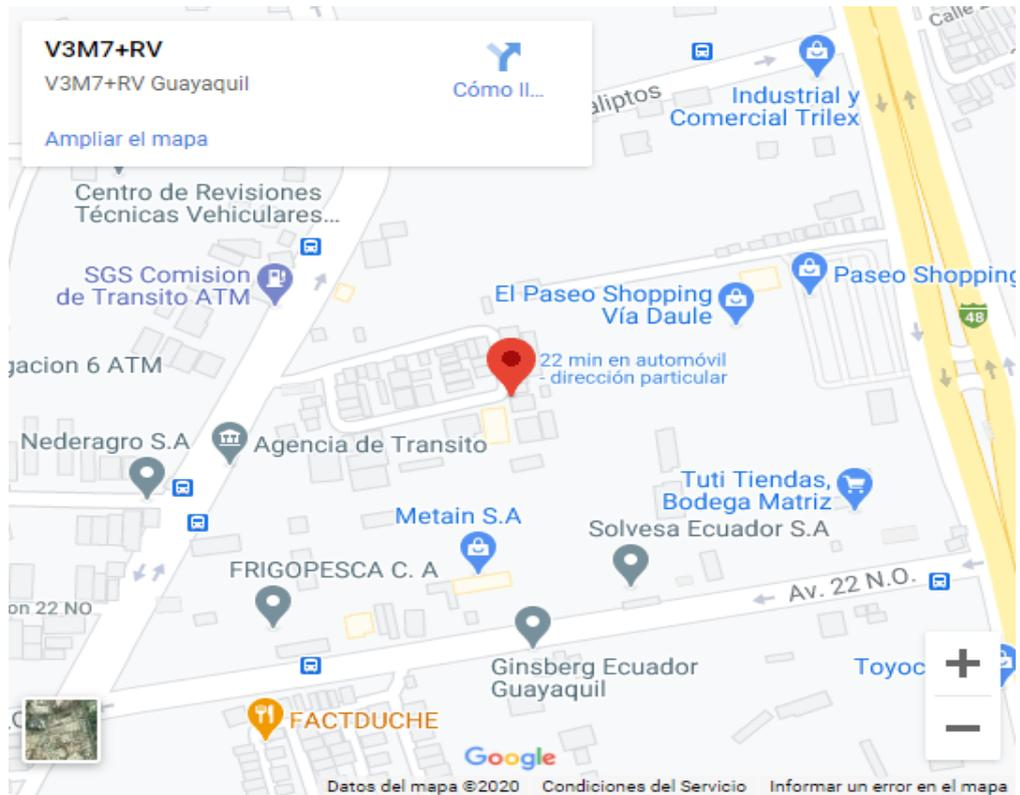 V3M7+RV
V3M7+RV Guayaquil
Cómo ll...
Ampliar el mapa
aliptos
Calle
Industrial y
Comercial Trilex
Centro de Revisiones
Técnicas Vehiculares...
SGS Comision
de Transito ATM
El Paseo Shopping
Vía Daule
Paseo Shopping
48
gacion 6 ATM
22 min en automóvil
- dirección particular
Nederagro S.A
Agencia de Transito
Tuti Tiendas,
Bodega Matriz
Metain S.A
Solvesa Ecuador S.A
FRIGOPESCA C. A
Av. 22 N.O.
on 22 NO
Ginsberg Ecuador
Guayaquil
Toyoc
+
−
FACTDUCHE
Google
Datos del mapa ©2020 Condiciones del Servicio Informar un error en el mapa